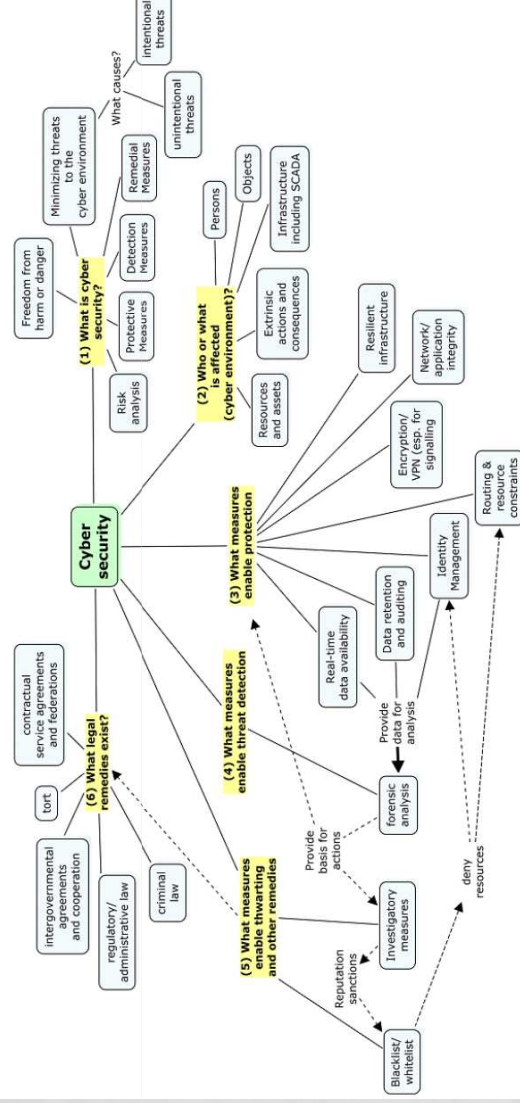 Cyber
security
(1) What is cyber
security?
Freedom from
harm or danger
Minimizing threats
to the
cyber environment
What causes?
intentional
threats
unintentional
threats
Remedial
Measures
Detection
Measures
Protective
Measures
Risk
analysis
(2) Who or what
is affected
(cyber environment)?
Persons
Objects
Infrastructure
including SCADA
Extrinsic
actions and
consequences
Resources
and assets
(3) What measures
enable protection
Resilient
infrastructure
Network/
application
integrity
Encryption/
VPN (esp. for
signalling
Routing &
resource
constraints
Identity
Management
Data retention
and auditing
Real-time
data availability
Provide
data for
analysis
(4) What measures
enable threat detection
forensic
analysis
Provide
basis for
actions
(5) What measures
enable thwarting
and other remedies
Investigatory
measures
Reputation
sanctions
Blacklist/
whitelist
deny
resources
(6) What legal
remedies exist?
contractual
service agreements
and federations
tort
intergovernmental
agreements
and cooperation
regulatory/
administrative law
criminal
law